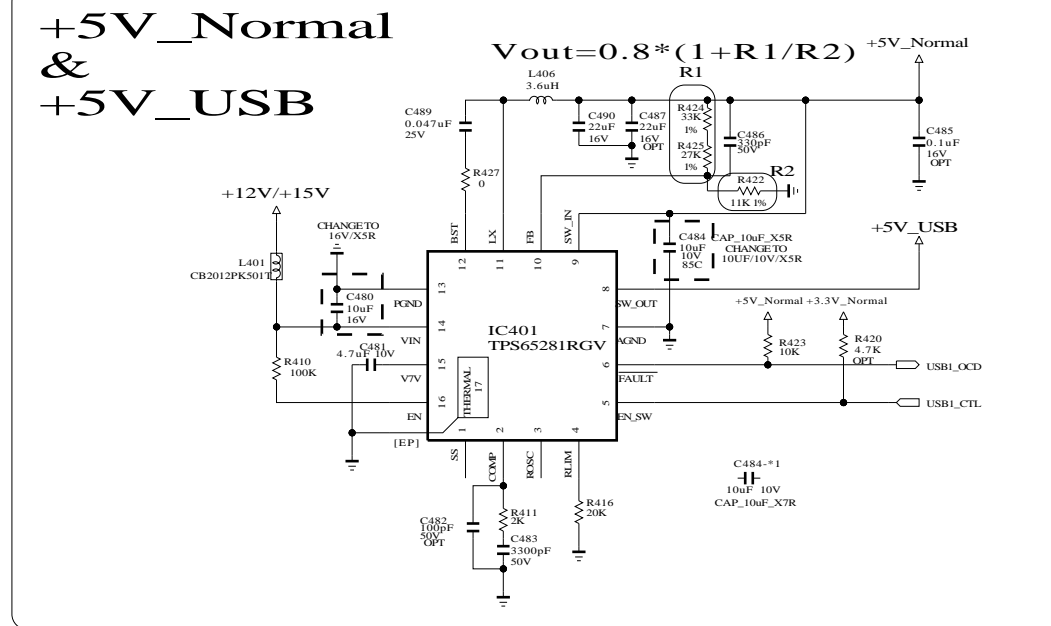 +5V_Normal
&
+5V_USB
Vout=0.8*(1+R1/R2)
+5V_Normal
R1
L406
3.6uH
C489
0.047uF
25V
C490
22uF
16V
C487
22uF
16V
OPT
R424
33K
1%
R425
27K
1%
C486
330pF
50V
C485
0.1uF
16V
OPT
R427
0
R2
R422
11K 1%
+12V/+15V
CHANGE TO
16V/X5R
L401
CB2012PK501T
C480
10uF
16V
BST
LX
FB
SW_IN
12
11
10
9
C484
10uF
10V
85C
CAP_10uF_X5R
CHANGE TO
10UF/10V/X5R
+5V_USB
13
PGND
14
VIN
15
V7V
16
EN
C481
4.7uF 10V
R410
100K
IC401
TPS65281RGV
THERMAL
17
8
SW_OUT
7
AGND
6
FAULT
5
EN_SW
+5V_Normal
+3.3V_Normal
R423
10K
R420
4.7K
OPT
USB1_OCD
USB1_CTL
[EP]
1
2
3
4
SS
COMP
ROSC
RLIM
C482
100pF
50V
OPT
R411
2K
C483
3300pF
50V
R416
20K
C484-*1
10uF 10V
CAP_10uF_X7R